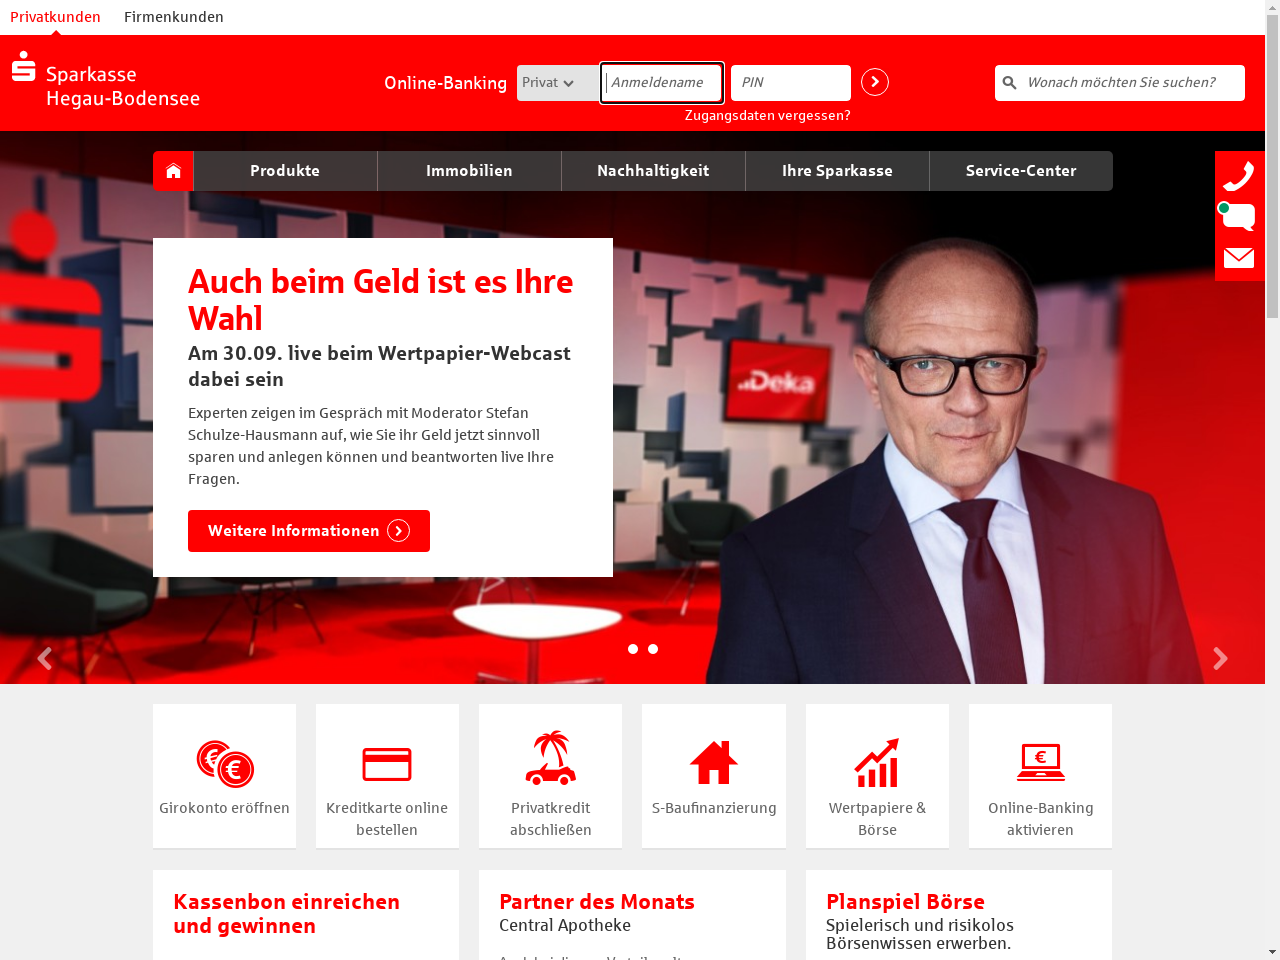 Privatkunden Firmenkunden
Sparkasse
Hegau-Bodensee
Online-Banking Privat Anmeldename PIN Wonach möchten Sie suchen?
Zugangsdaten vergessen?
Produkte Immobilien Nachhaltigkeit Ihre Sparkasse Service-Center
Auch beim Geld ist es Ihre
Wahl
Am 30.09. live beim Wertpapier-Webcast
dabei sein
Experten zeigen im Gespräch mit Moderator Stefan
Schulze-Hausmann auf, wie Sie ihr Geld jetzt sinnvoll
sparen und anlegen können und beantworten live Ihre
Fragen.
Weitere Informationen
Deka
Girokonto eröffnen
Kreditkarte online
bestellen
Privatkredit
abschließen
S-Baufinanzierung
Wertpapiere &
Börse
Online-Banking
aktivieren
Kassenbon einreichen
und gewinnen
Partner des Monats
Central Apotheke
Planspiel Börse
Spielerisch und risikolos
Börsenwissen erwerben.